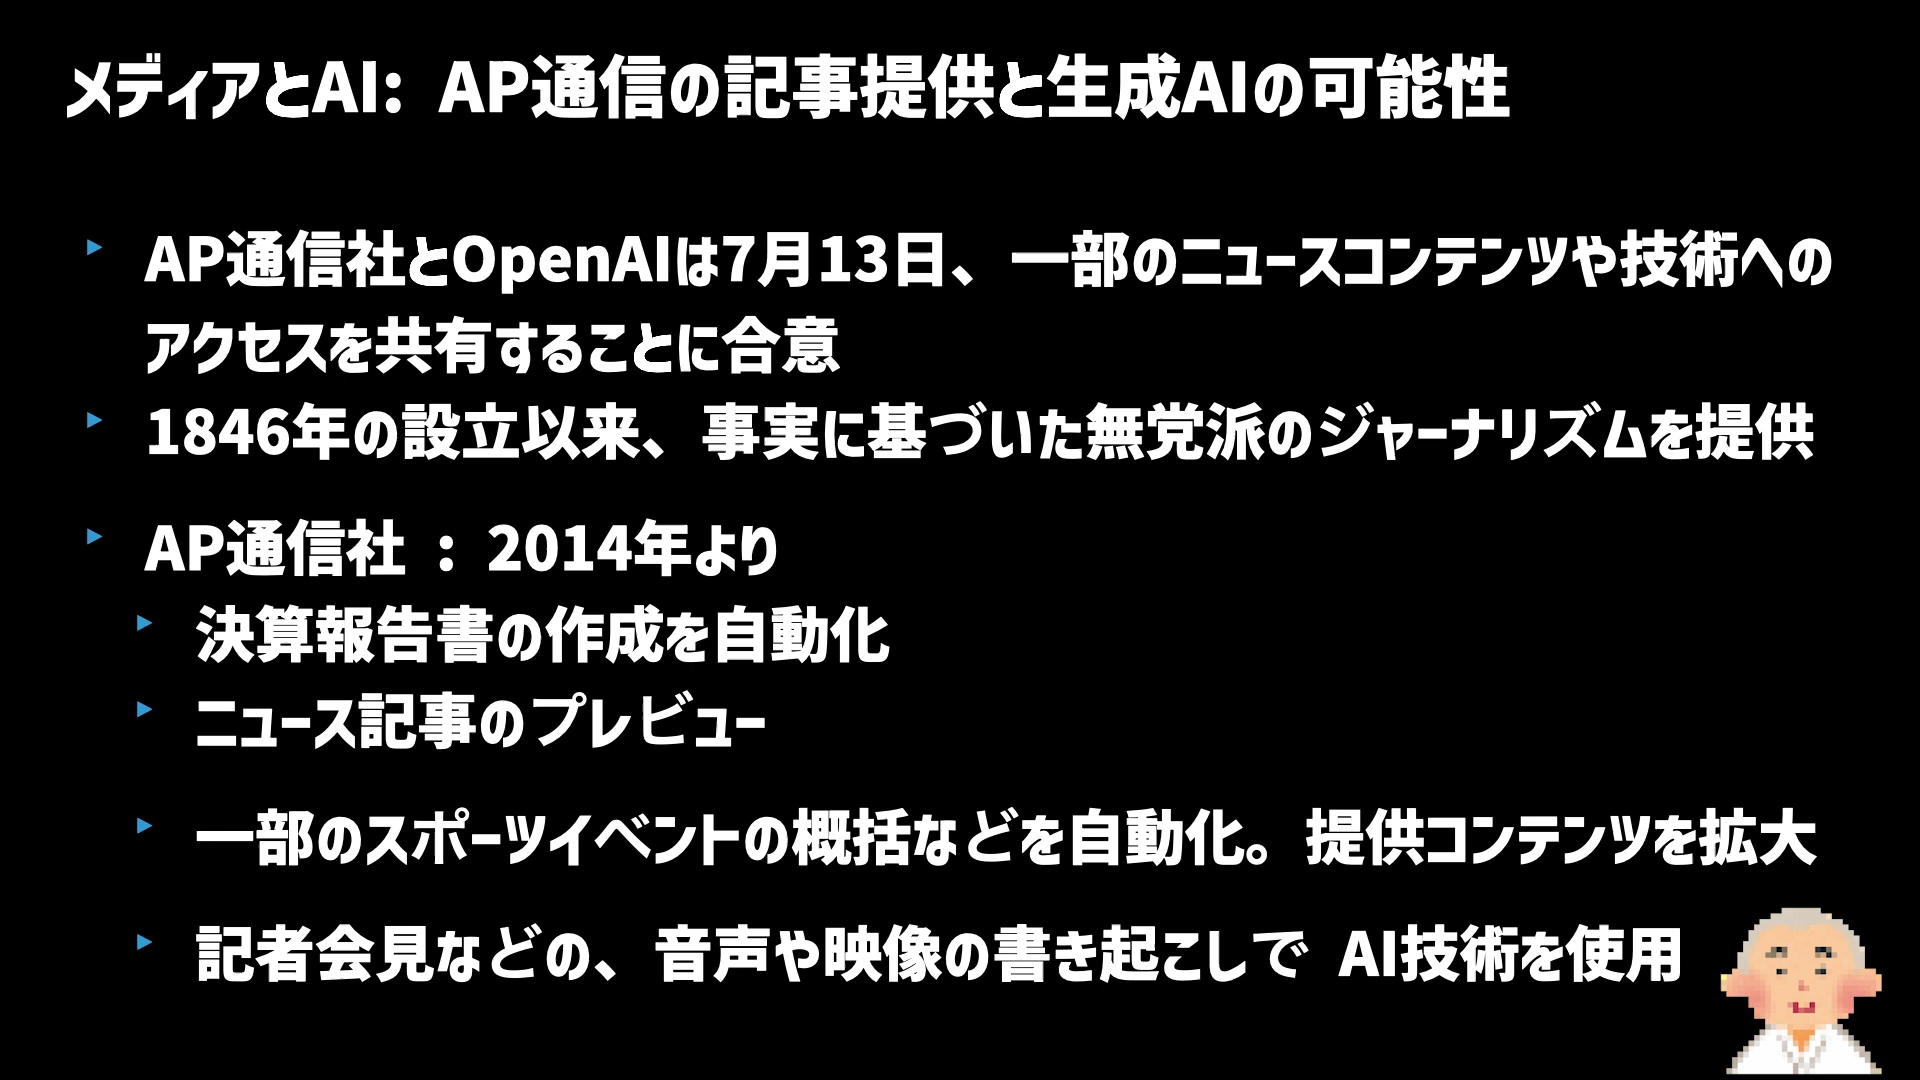 メディアとAI: AP通信の記事提供と生成AIの可能性
AP通信社とOpenAIは7月13日、一部のニュースコンテンツや技術への
アクセスを共有することに合意
1846年の設立以来、事実に基づいた無党派のジャーナリズムを提供
AP通信社 : 2014年より
決算報告書の作成を自動化
ニュース記事のプレビュー
一部のスポーツイベントの概括などを自動化。提供コンテンツを拡大
記者会見などの、音声や映像の書き起こしで AI技術を使用